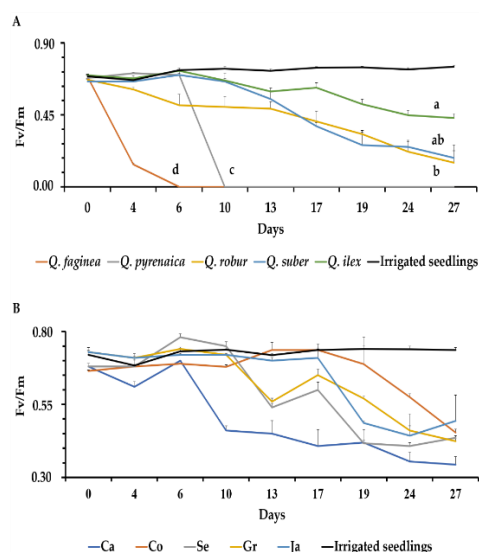 A
0.90
0.45
0.00
Fv/Fm
a
ab
b
c
d
0 4 6 10 13 17 19 24 27
Days
Q. faginea Q. pyrenaica Q. robur Q. suber Q. ilex Irrigated seedlings
B
0.80
0.55
0.30
Fv/Fm
0 4 6 10 13 17 19 24 27
Days
Ca Co Se Gr Ja Irrigated seedlings